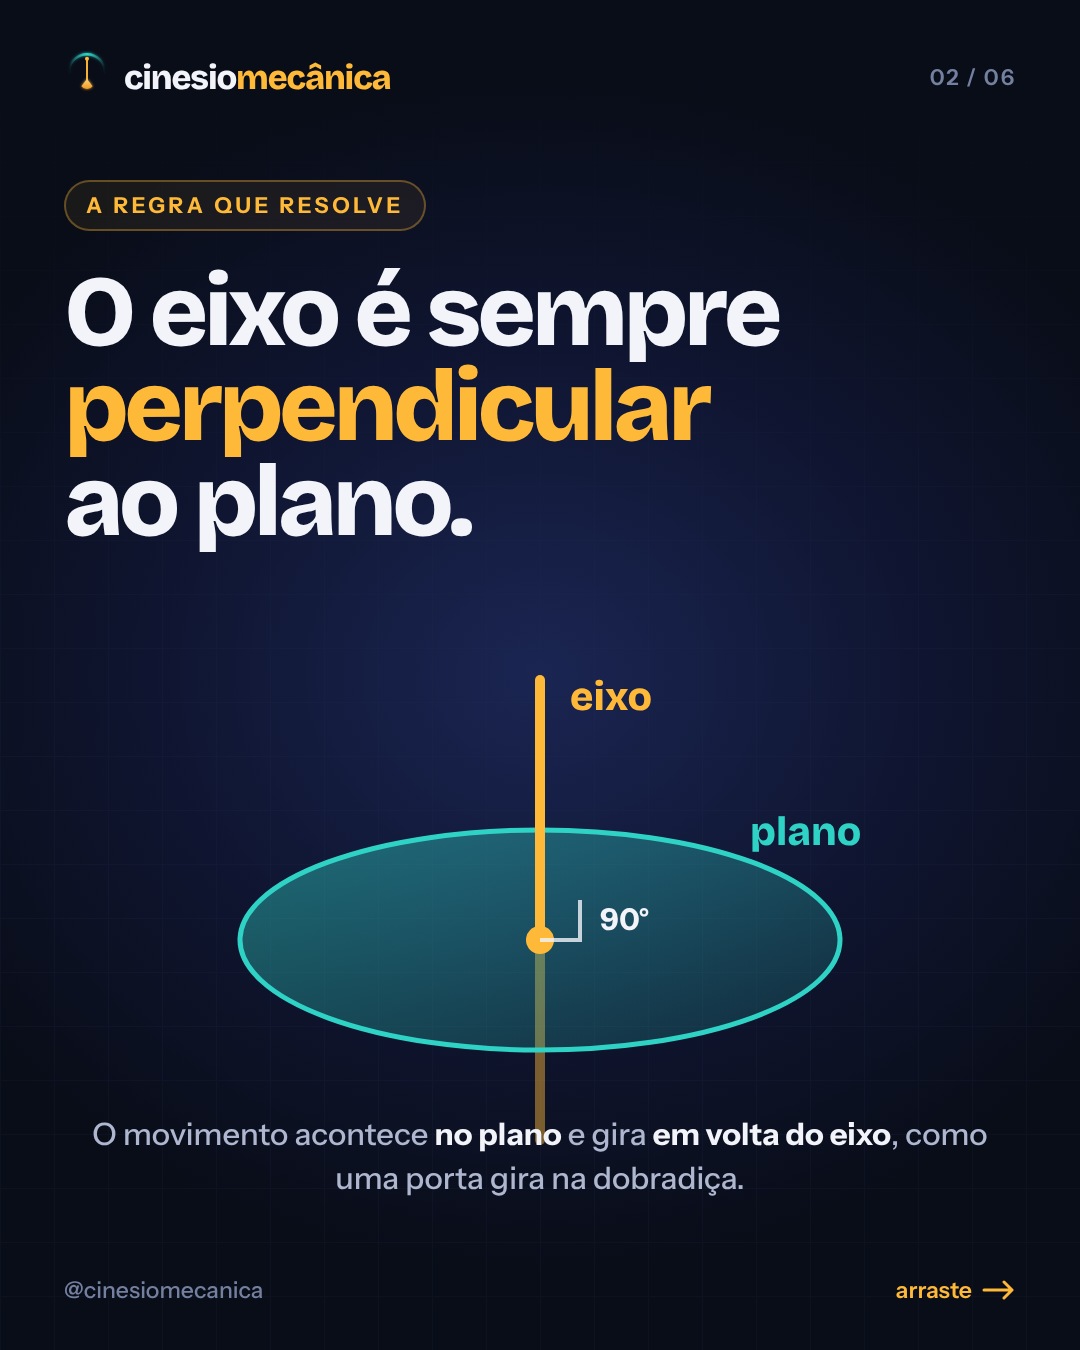 cinesiomecânica
02 / 06
A REGRA QUE RESOLVE
O eixo é sempre
perpendicular
ao plano.
eixo
plano
90°
O movimento acontece no plano e gira em volta do eixo, como
uma porta gira na dobradiça.
@cinesiomecanica
arraste →